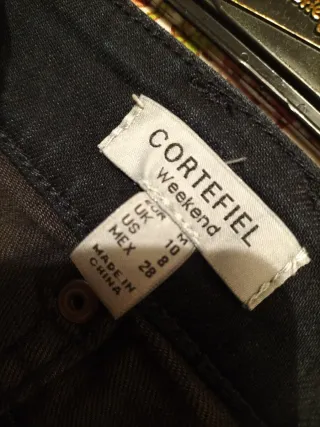 CORTEFIEL
Weekend
EUR M
UK 10
US 8
MEX 28
MADE IN
CHINA